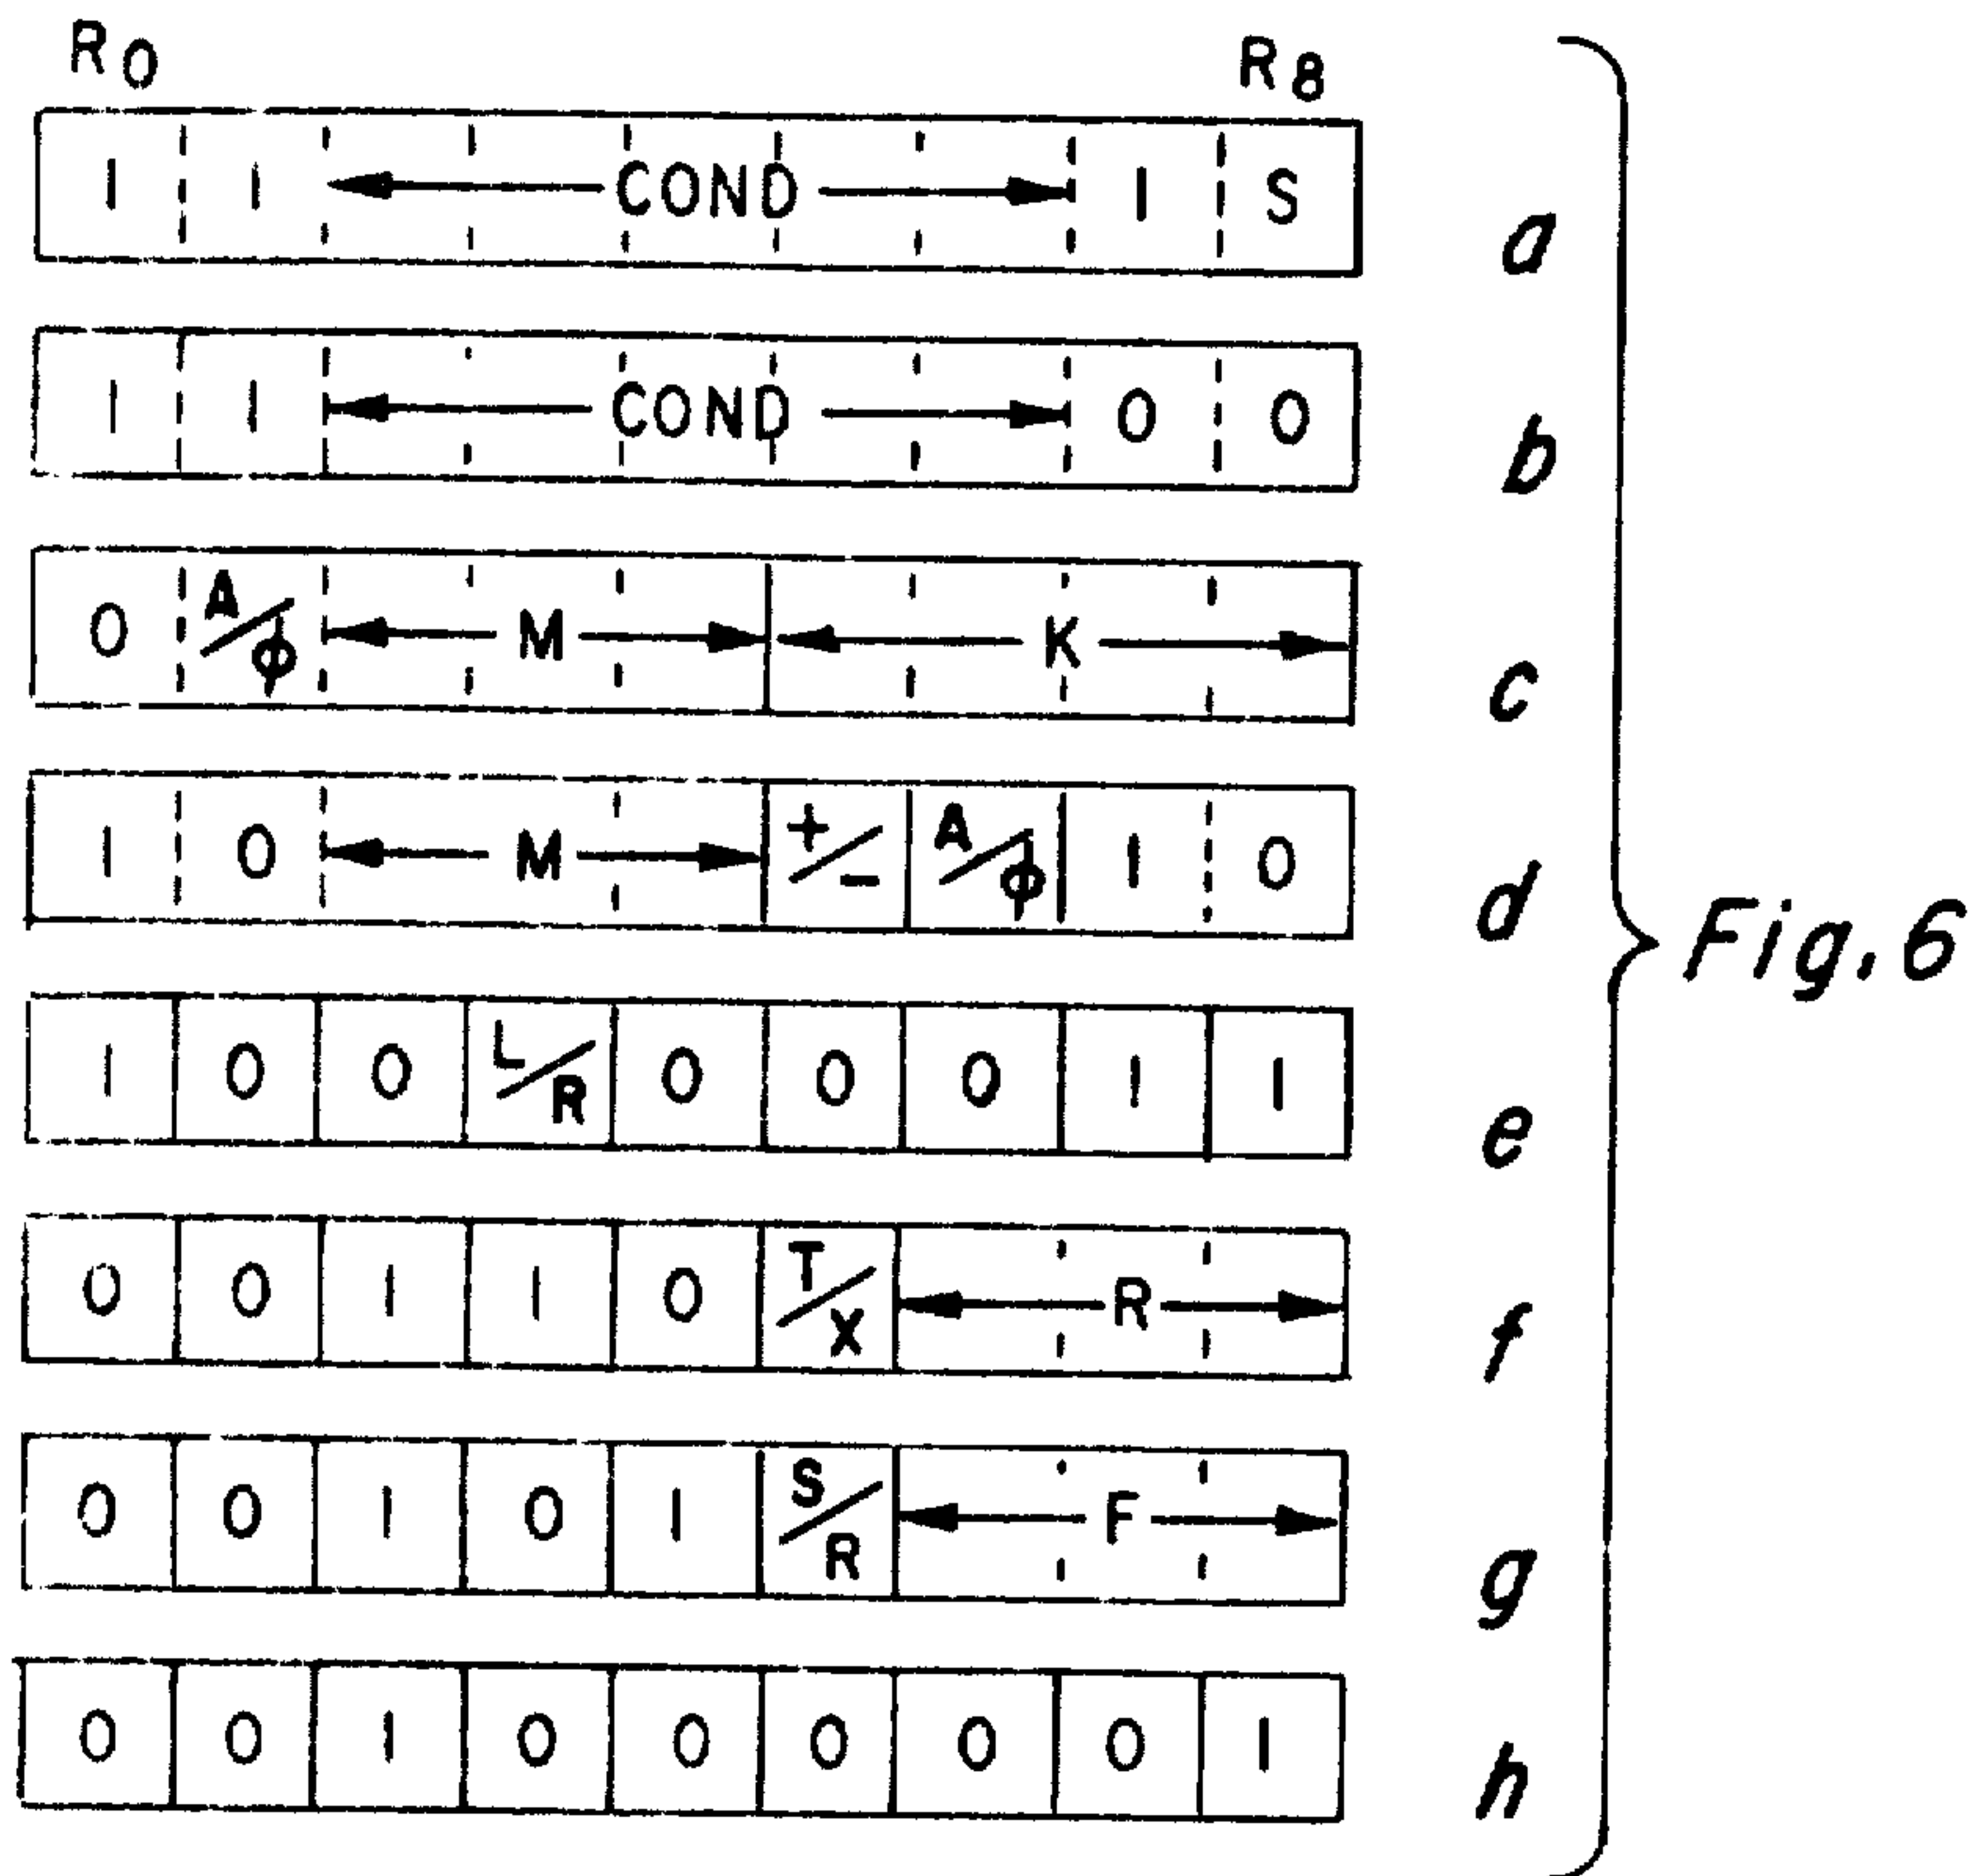 R0 R8
1 1 COND 1 S a
1 1 COND 0 0 b
0 A/ϕ M K c
1 0 M +/- A/ϕ 1 0 d
Fig. 6
1 0 0 L/R 0 0 0 1 1 e
0 0 1 1 0 T/X R f
0 0 1 0 1 S/R F g
0 0 1 0 0 0 0 0 1 h